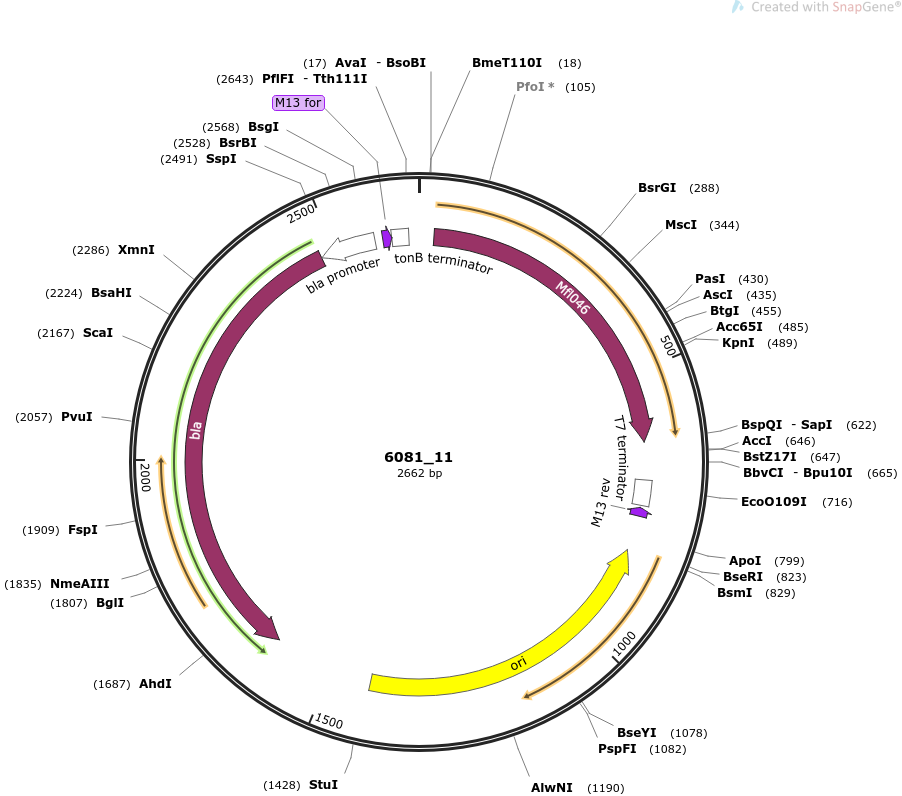 Created with SnapGene®
(17) AvaI - BsoBI
BmeT110I (18)
(2643) PflFI - Tth111I
PfoI * (105)
M13 for
(2568) BsgI
(2528) BsrBI
(2491) SspI
BsrGI (288)
MscI (344)
2500
(2286) XmnI
bla promoter
tonB terminator
(2224) BsaHI
PasI (430)
AscI (435)
Mfl046
BtgI (455)
(2167) ScaI
Acc65I (485)
500
KpnI (489)
(2057) PvuI
bla
BspQI - SapI (622)
AccI (646)
T7 terminator
6081_11
BstZ17I (647)
2662 bp
BbvCI - Bpu10I (665)
2000
M13 rev
EcoO109I (716)
(1909) FspI
ApoI (799)
(1835) NmeAIII
BseRI (823)
(1807) BglI
BsmI (829)
1000
ori
(1687) AhdI
1500
BseYI (1078)
PspFI (1082)
(1428) StuI
AlwNI (1190)